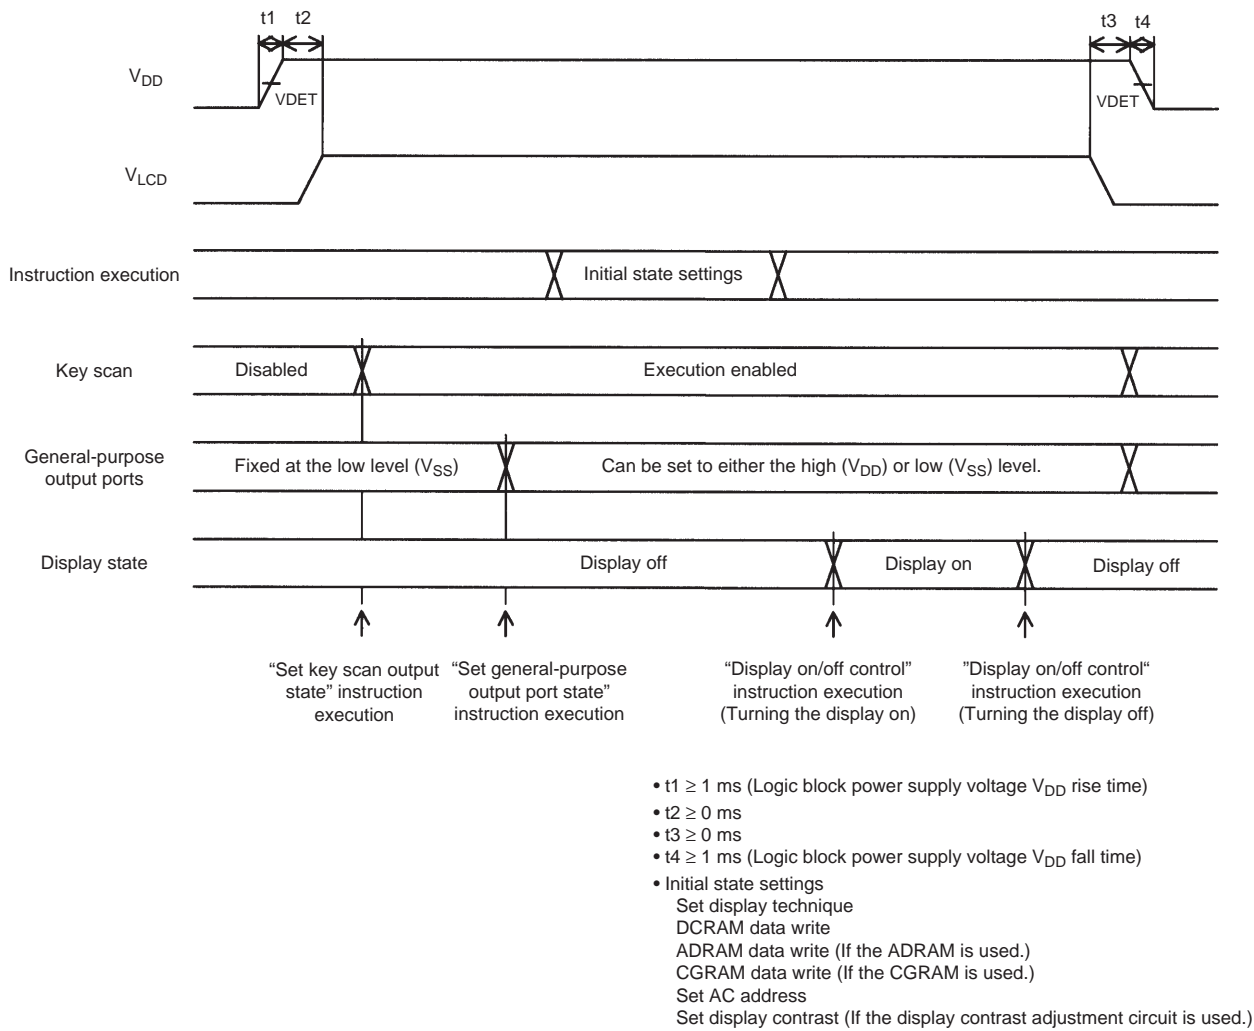 t1 t2 t3 t4
VDD
VDET VDET
VLCD
Instruction execution Initial state settings
Key scan Disabled Execution enabled
General-purpose
output ports
Fixed at the low level (VSS) Can be set to either the high (VDD) or low (VSS) level.
Display state Display off Display on Display off
“Set key scan output
state” instruction
execution
“Set general-purpose
output port state”
instruction execution
“Display on/off control”
instruction execution
(Turning the display on)
”Display on/off control“
instruction execution
(Turning the display off)
• t1 ≥ 1 ms (Logic block power supply voltage VDD rise time)
• t2 ≥ 0 ms
• t3 ≥ 0 ms
• t4 ≥ 1 ms (Logic block power supply voltage VDD fall time)
• Initial state settings
Set display technique
DCRAM data write
ADRAM data write (If the ADRAM is used.)
CGRAM data write (If the CGRAM is used.)
Set AC address
Set display contrast (If the display contrast adjustment circuit is used.)